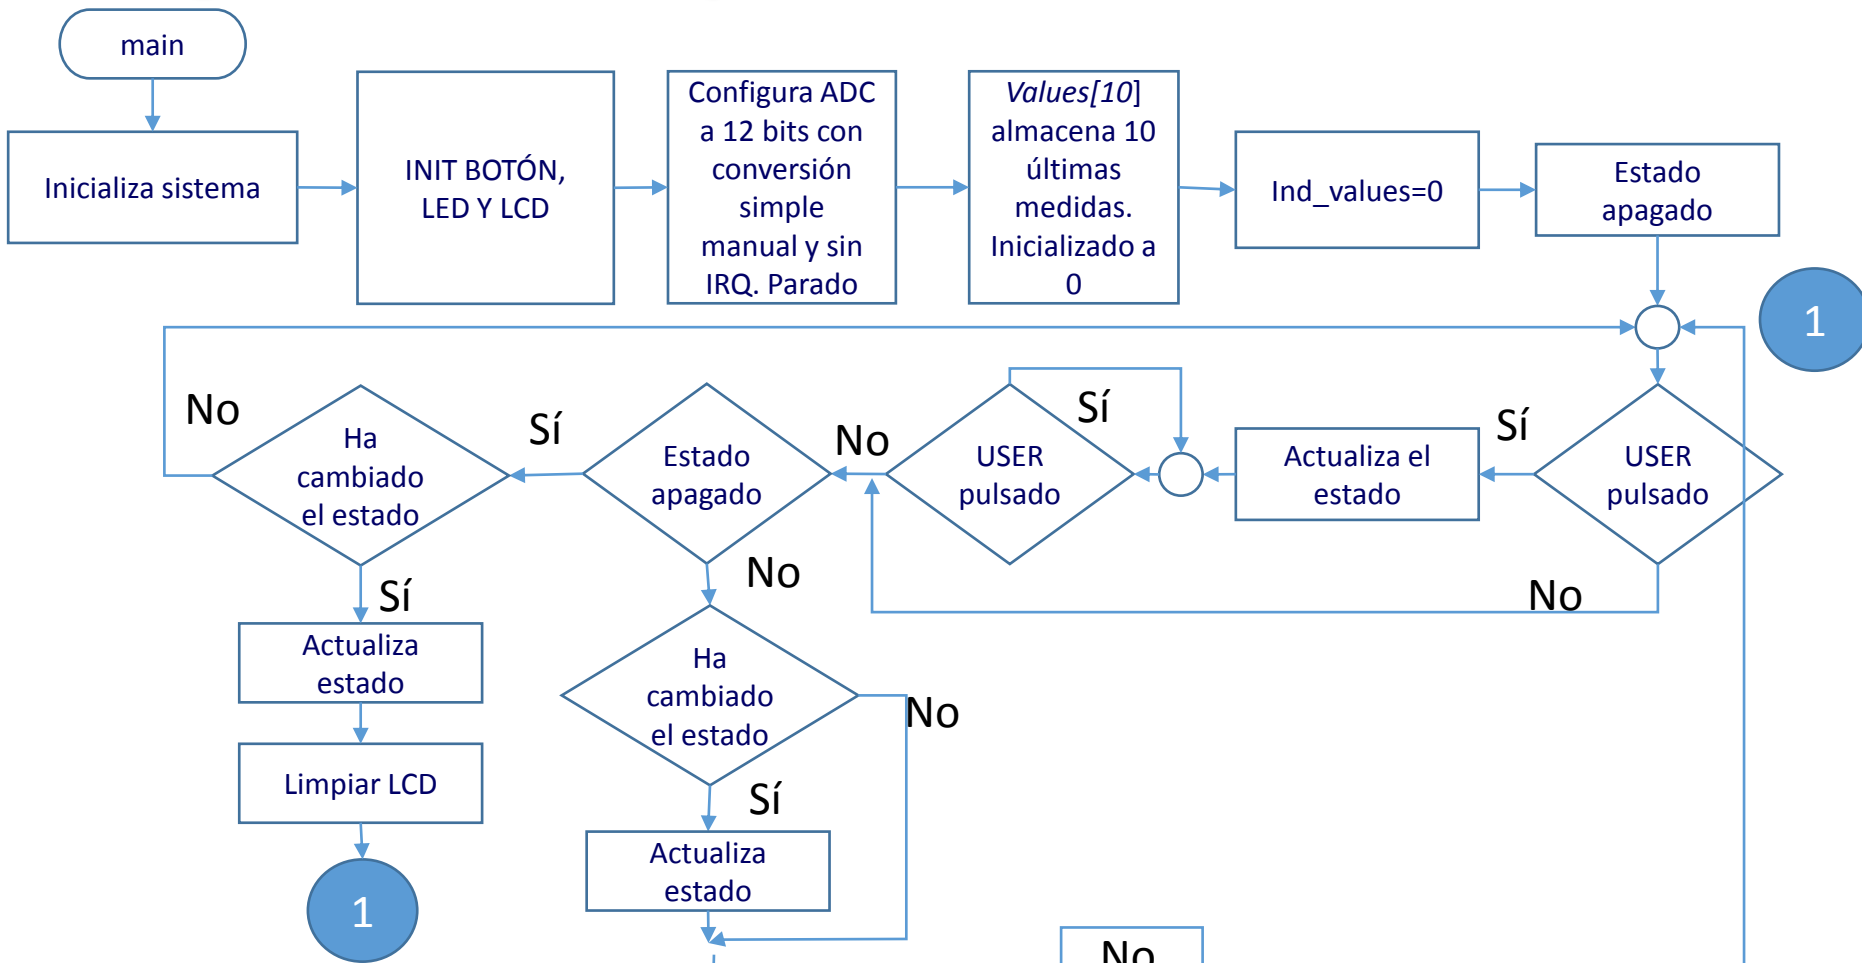 main
Inicializa sistema
INIT BOTÓN,
LED Y LCD
Configura ADC
a 12 bits con
conversión
simple
manual y sin
IRQ. Parado
Values[10]
almacena 10
últimas
medidas.
Inicializado a
0
Ind_values=0
Estado
apagado
1
USER
pulsado
Sí
No
Actualiza el
estado
USER
pulsado
Sí
No
Estado
apagado
Sí
No
Ha
cambiado
el estado
No
Sí
Actualiza
estado
Limpiar LCD
1
Ha
cambiado
el estado
No
Sí
Actualiza
estado
No